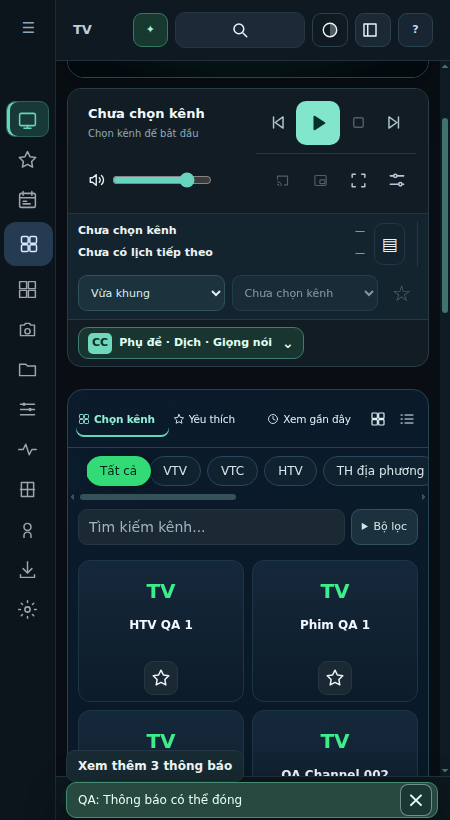 TV
?
Chưa chọn kênh
Chọn kênh để bắt đầu
Chưa chọn kênh —
Chưa có lịch tiếp theo —
Vừa khung
Chưa chọn kênh
CC Phụ đề · Dịch · Giọng nói
Chọn kênh
Yêu thích
Xem gần đây
Tất cả
VTV
VTC
HTV
TH địa phương
Tìm kiếm kênh...
Bộ lọc
TV
HTV QA 1
TV
Phim QA 1
TV
TV
QA Channel 002
Xem thêm 3 thông báo
QA: Thông báo có thể đóng